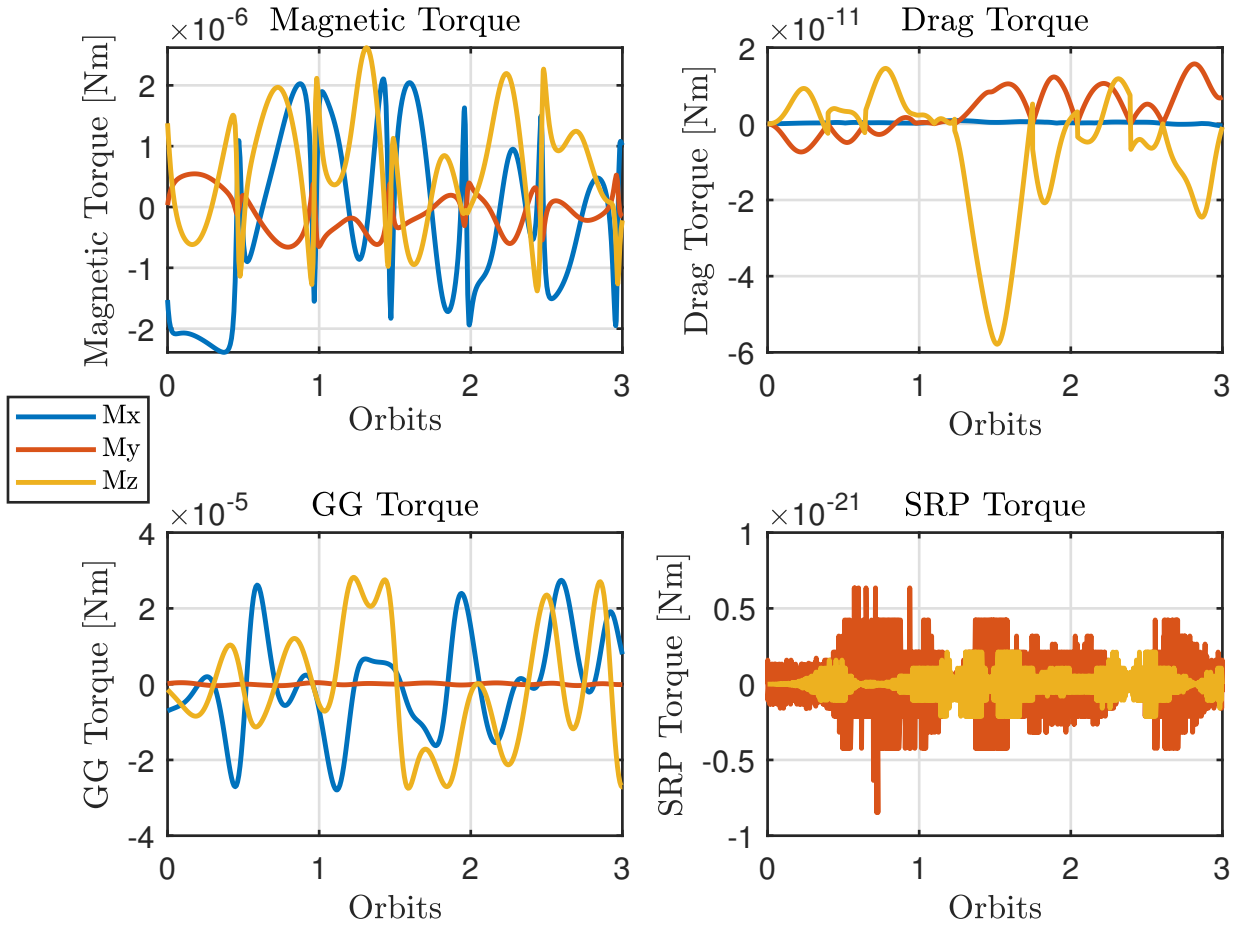 ×10⁻⁶ Magnetic Torque
Magnetic Torque [Nm]
2
1
0
-1
-2
0 1 2 3
Orbits
×10⁻¹¹ Drag Torque
Drag Torque [Nm]
2
0
-2
-4
-6
0 1 2 3
Orbits
Mx
My
Mz
×10⁻⁵ GG Torque
GG Torque [Nm]
4
2
0
-2
-4
0 1 2 3
Orbits
×10⁻²¹ SRP Torque
SRP Torque [Nm]
1
0.5
0
-0.5
-1
0 1 2 3
Orbits